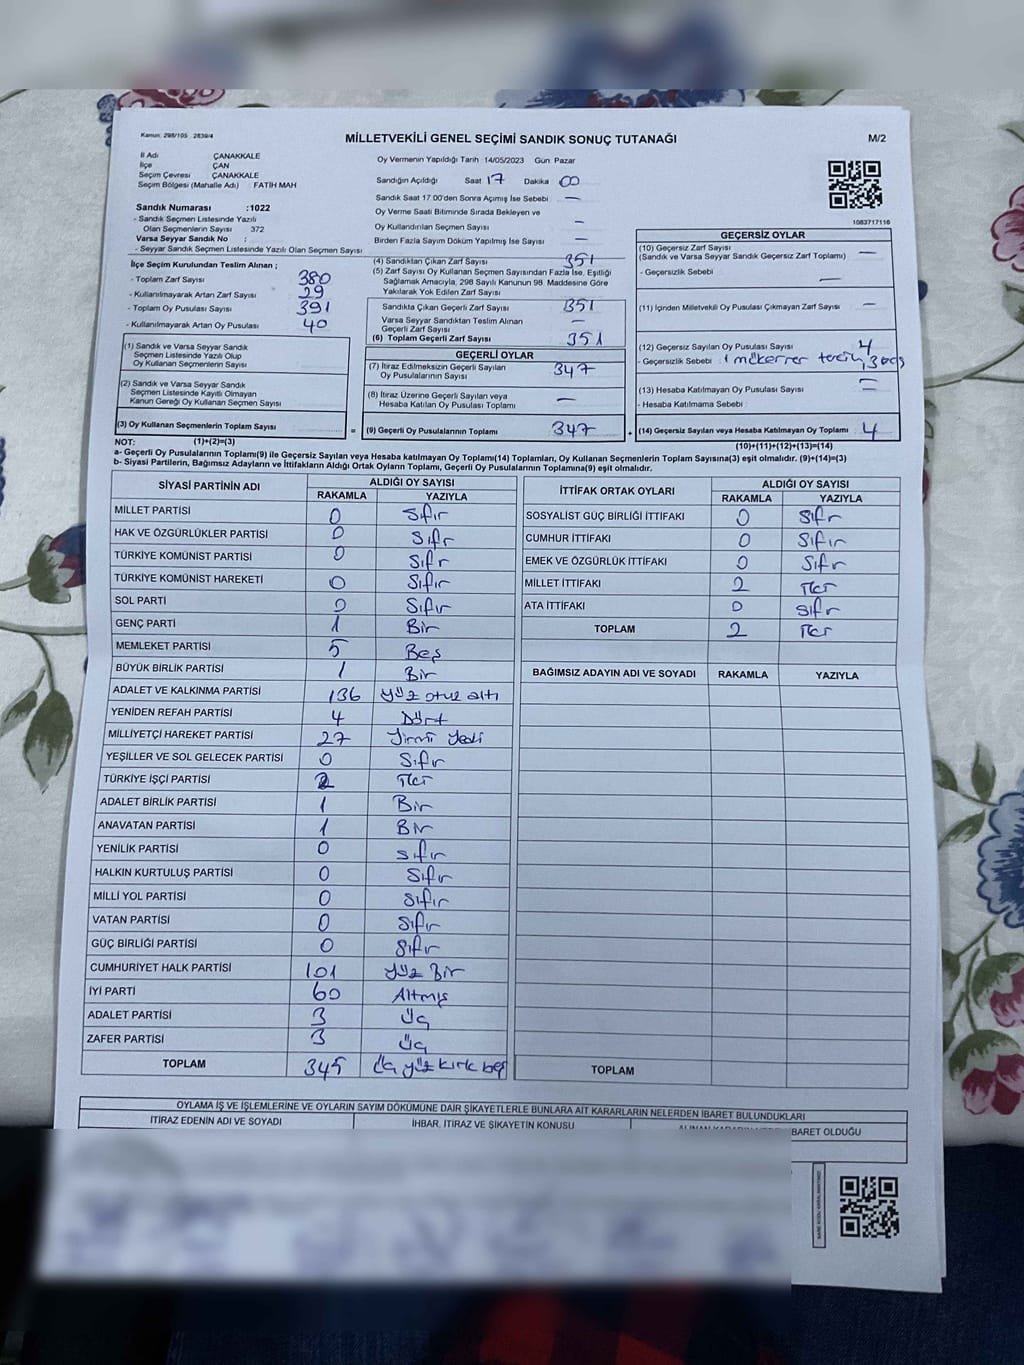 Kanun: 298/105 , 2839/4
MİLLETVEKİLİ GENEL SEÇİMİ SANDIK SONUÇ TUTANAĞI
M/2
İl Adı ÇANAKKALE
İlçe ÇAN
Seçim Çevresi ÇANAKKALE
Seçim Bölgesi (Mahalle Adı) FATİH MAH
Sandık Numarası :1022
- Sandık Seçmen Listesinde Yazılı
Olan Seçmenlerin Sayısı : 372
Varsa Seyyar Sandık No :
- Seyyar Sandık Seçmen Listesinde Yazılı Olan Seçmen Sayısı
İlçe Seçim Kurulundan Teslim Alınan ;
- Toplam Zarf Sayısı 380
- Kullanılmayarak Artan Zarf Sayısı 29
- Toplam Oy Pusulası Sayısı 391
- Kullanılmayarak Artan Oy Pusulası 40
(1) Sandık ve Varsa Seyyar Sandık
Seçmen Listesinde Yazılı Olup
Oy Kullanan Seçmenlerin Sayısı
(2) Sandık ve Varsa Seyyar Sandık
Seçmen Listesinde Kayıtlı Olmayan
Kanun Gereği Oy Kullanan Seçmen Sayısı
(3) Oy Kullanan Seçmenlerin Toplam Sayısı =
Oy Vermenin Yapıldığı Tarih 14/05/2023 Gün Pazar
Sandığın Açıldığı Saat 17 Dakika 00
Sandık Saat 17 00'den Sonra Açılmış İse Sebebi : —
Oy Verme Saati Bitiminde Sırada Bekleyen ve
Oy Kullandırılan Seçmen Sayısı —
Birden Fazla Sayım Döküm Yapılmış İse Sayısı —
(4) Sandıktan Çıkan Zarf Sayısı 351
(5) Zarf Sayısı Oy Kullanan Seçmen Sayısından Fazla İse, Eşitliği
Sağlamak Amacıyla, 298 Sayılı Kanunun 98. Maddesine Göre
Yakılarak Yok Edilen Zarf Sayısı
Sandıkta Çıkan Geçerli Zarf Sayısı 351
Varsa Seyyar Sandıktan Teslim Alınan
Geçerli Zarf Sayısı —
(6) Toplam Geçerli Zarf Sayısı 351
GEÇERLİ OYLAR
(7) İtiraz Edilmeksizin Geçerli Sayılan
Oy Pusulalarının Sayısı 347
(8) İtiraz Üzerine Geçerli Sayılan veya
Hesaba Katılan Oy Pusulası Toplamı —
(9) Geçerli Oy Pusulalarının Toplamı 347 +
1083717116
GEÇERSİZ OYLAR
(10) Geçersiz Zarf Sayısı
(Sandık ve Varsa Seyyar Sandık Geçersiz Zarf Toplamı) —
- Geçersizlik Sebebi —
(11) İçinden Milletvekili Oy Pusulası Çıkmayan Zarf Sayısı —
(12) Geçersiz Sayılan Oy Pusulası Sayısı 4
- Geçersizlik Sebebi : 1 mükerrer tercih, 3 boş
(13) Hesaba Katılmayan Oy Pusulası Sayısı —
- Hesaba Katılmama Sebebi : —
(14) Geçersiz Sayılan veya Hesaba Katılmayan Oy Toplamı 4
NOT: (1)+(2)=(3) (10)+(11)+(12)+(13)=(14)
a- Geçerli Oy Pusulalarının Toplamı(9) ile Geçersiz Sayılan veya Hesaba Katılmayan Oy Toplamı(14) Toplamları, Oy Kullanan Seçmenlerin Toplam Sayısına(3) eşit olmalıdır. (9)+(14)=(3)
b- Siyasi Partilerin, Bağımsız Adayların ve İttifakların Aldığı Ortak Oyların Toplamı, Geçerli Oy Pusulalarının Toplamına(9) eşit olmalıdır.
SİYASİ PARTİNİN ADI ALDIĞI OY SAYISI
RAKAMLA YAZIYLA
MİLLET PARTİSİ 0 Sıfır
HAK VE ÖZGÜRLÜKLER PARTİSİ 0 Sıfır
TÜRKİYE KOMÜNİST PARTİSİ 0 Sıfır
TÜRKİYE KOMÜNİST HAREKETİ 0 Sıfır
SOL PARTİ 0 Sıfır
GENÇ PARTİ 1 Bir
MEMLEKET PARTİSİ 5 Beş
BÜYÜK BİRLİK PARTİSİ 1 Bir
ADALET VE KALKINMA PARTİSİ 136 yüz otuz altı
YENİDEN REFAH PARTİSİ 4 Dört
MİLLİYETÇİ HAREKET PARTİSİ 27 Yirmi Yedi
YEŞİLLER VE SOL GELECEK PARTİSİ 0 Sıfır
TÜRKİYE İŞÇİ PARTİSİ 2 İki
ADALET BİRLİK PARTİSİ 1 Bir
ANAVATAN PARTİSİ 1 Bir
YENİLİK PARTİSİ 0 sıfır
HALKIN KURTULUŞ PARTİSİ 0 Sıfır
MİLLİ YOL PARTİSİ 0 Sıfır
VATAN PARTİSİ 0 Sıfır
GÜÇ BİRLİĞİ PARTİSİ 0 Sıfır
CUMHURİYET HALK PARTİSİ 101 yüz Bir
İYİ PARTİ 60 Altmış
ADALET PARTİSİ 3 Üç
ZAFER PARTİSİ 3 Üç
TOPLAM 345 Üç yüz kırk beş
İTTİFAK ORTAK OYLARI ALDIĞI OY SAYISI
RAKAMLA YAZIYLA
SOSYALİST GÜÇ BİRLİĞİ İTTİFAKI 0 Sıfır
CUMHUR İTTİFAKI 0 Sıfır
EMEK VE ÖZGÜRLÜK İTTİFAKI 0 Sıfır
MİLLET İTTİFAKI 2 İki
ATA İTTİFAKI 0 sıfır
TOPLAM 2 İki
BAĞIMSIZ ADAYIN ADI VE SOYADI RAKAMLA YAZIYLA
TOPLAM
OYLAMA İŞ VE İŞLEMLERİNE VE OYLARIN SAYIM DÖKÜMÜNE DAİR ŞİKAYETLERLE BUNLARA AİT KARARLARIN NELERDEN İBARET BULUNDUKLARI
İTİRAZ EDENİN ADI VE SOYADI İHBAR, İTİRAZ VE ŞİKAYETİN KONUSU ALINAN KARARIN İBARET OLDUĞU